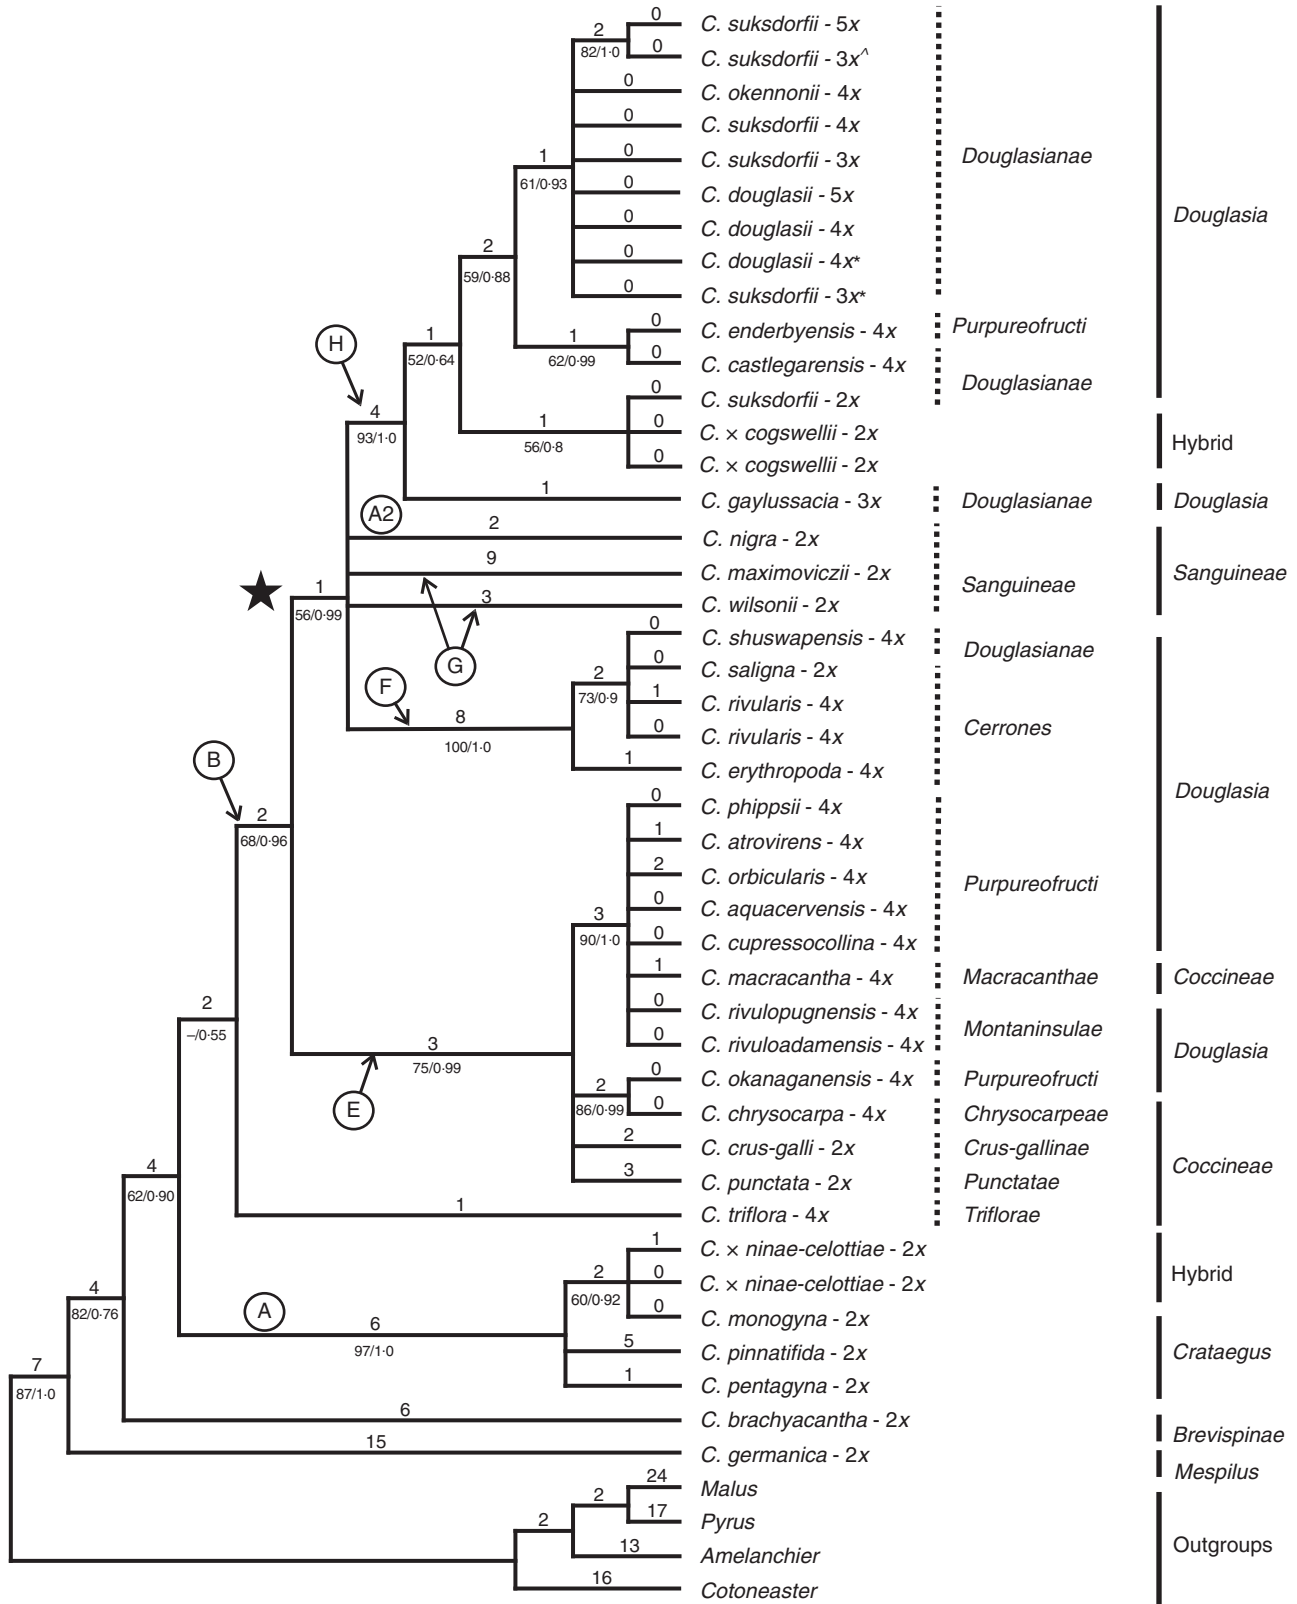 0
C. suksdorfii - 5x
2
82/1·0
0
C. suksdorfii - 3x^
0
C. okennonii - 4x
0
C. suksdorfii - 4x
1
61/0·93
0
C. suksdorfii - 3x
Douglasianae
0
C. douglasii - 5x
Douglasia
0
C. douglasii - 4x
2
59/0·88
0
C. douglasii - 4x*
0
C. suksdorfii - 3x*
0
C. enderbyensis - 4x
Purpureofructi
H
1
52/0·64
1
62/0·99
0
C. castlegarensis - 4x
Douglasianae
0
C. suksdorfii - 2x
4
93/1·0
1
56/0·8
0
C. × cogswellii - 2x
Hybrid
0
C. × cogswellii - 2x
1
C. gaylussacia - 3x
Douglasianae
Douglasia
A2
2
C. nigra - 2x
9
C. maximoviczii - 2x
Sanguineae
Sanguineae
1
56/0·99
3
C. wilsonii - 2x
0
C. shuswapensis - 4x
Douglasianae
G
0
C. saligna - 2x
F
2
73/0·9
1
C. rivularis - 4x
8
100/1·0
0
C. rivularis - 4x
Cerrones
1
C. erythropoda - 4x
B
Douglasia
0
C. phippsii - 4x
2
68/0·96
1
C. atrovirens - 4x
2
C. orbicularis - 4x
Purpureofructi
0
C. aquacervensis - 4x
3
90/1·0
0
C. cupressocollina - 4x
1
C. macracantha - 4x
Macracanthae
Coccineae
2
–/0·55
0
C. rivulopugnensis - 4x
Montaninsulae
0
C. rivuloadamensis - 4x
Douglasia
3
75/0·99
0
C. okanaganensis - 4x
Purpureofructi
E
2
86/0·99
0
C. chrysocarpa - 4x
Chrysocarpeae
2
C. crus-galli - 2x
Crus-gallinae
Coccineae
4
62/0·90
3
C. punctata - 2x
Punctatae
1
C. triflora - 4x
Triflorae
1
C. × ninae-celottiae - 2x
2
60/0·92
0
C. × ninae-celottiae - 2x
Hybrid
4
82/0·76
A
0
C. monogyna - 2x
6
97/1·0
5
C. pinnatifida - 2x
Crataegus
7
87/1·0
1
C. pentagyna - 2x
6
C. brachyacantha - 2x
Brevispinae
15
C. germanica - 2x
Mespilus
24
Malus
2
17
Pyrus
2
13
Amelanchier
Outgroups
16
Cotoneaster